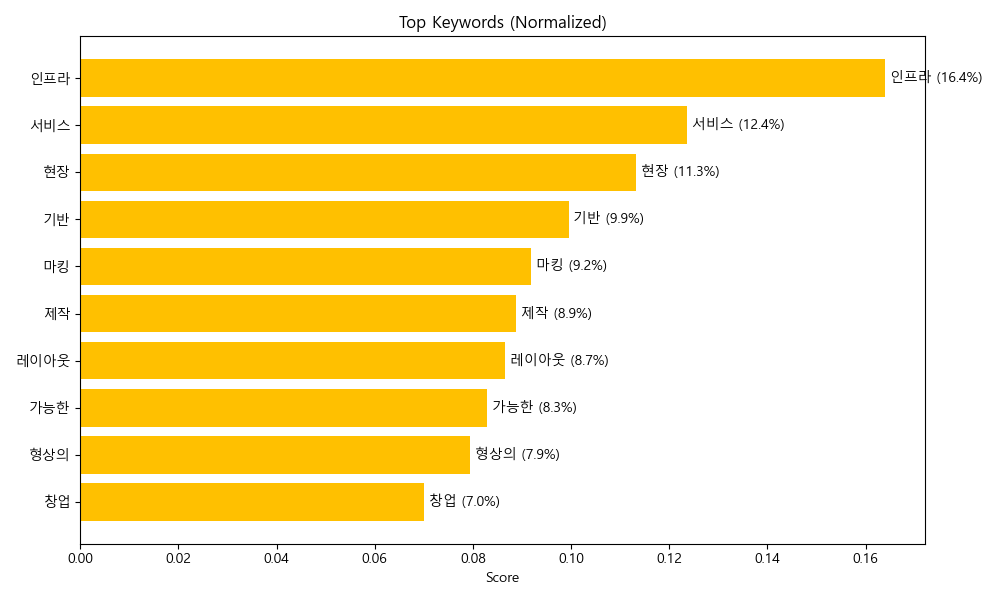 Top Keywords (Normalized)
인프라 인프라 (16.4%)
서비스 서비스 (12.4%)
현장 현장 (11.3%)
기반 기반 (9.9%)
마킹 마킹 (9.2%)
제작 제작 (8.9%)
레이아웃 레이아웃 (8.7%)
가능한 가능한 (8.3%)
형상의 형상의 (7.9%)
창업 창업 (7.0%)
0.00 0.02 0.04 0.06 0.08 0.10 0.12 0.14 0.16
Score